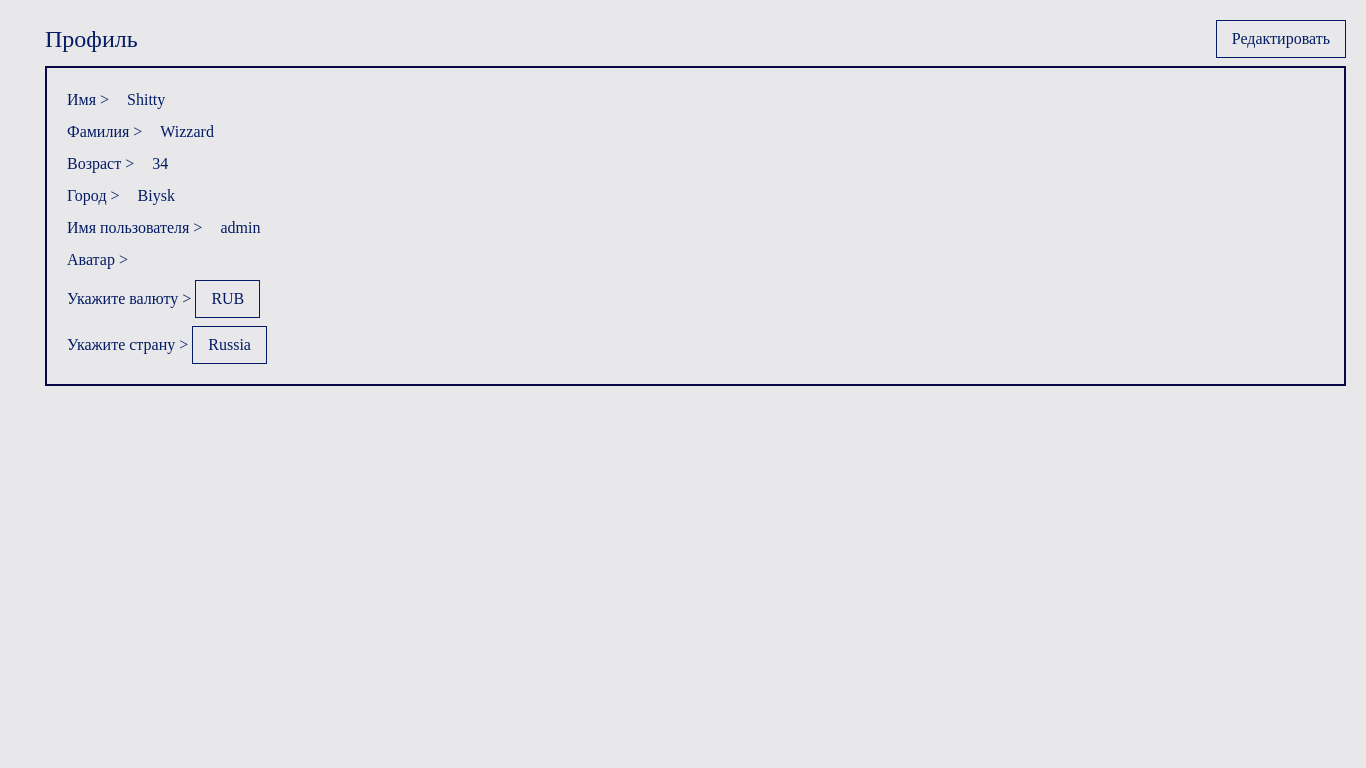 Профиль
Редактировать
Имя > Shitty
Фамилия > Wizzard
Возраст > 34
Город > Biysk
Имя пользователя > admin
Аватар >
Укажите валюту > RUB
Укажите страну > Russia